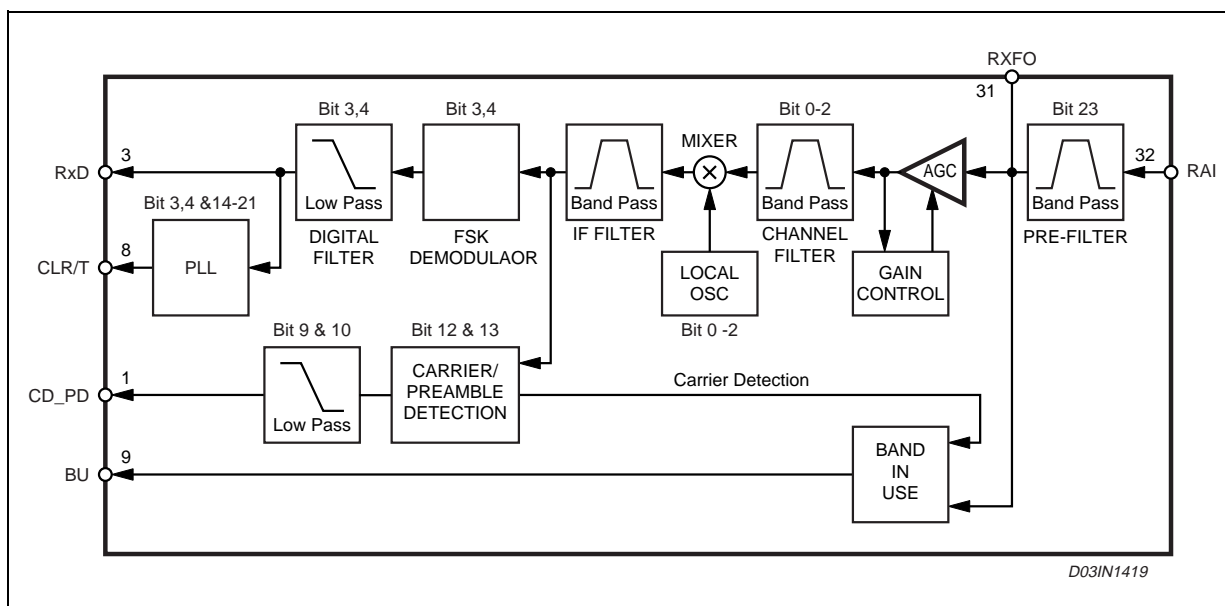 RXFO
31
Bit 3,4
Bit 3,4
Bit 0-2
Bit 23
MIXER
3
32
RxD
AGC
RAI
Low Pass
Band Pass
Band Pass
Band Pass
Bit 3,4 &14-21
DIGITAL
FILTER
FSK
DEMODULAOR
IF FILTER
CHANNEL
FILTER
PRE-FILTER
8
CLR/T
PLL
LOCAL
OSC
GAIN
CONTROL
Bit 9 & 10
Bit 12 & 13
Bit 0 -2
1
CD_PD
Low Pass
CARRIER/
PREAMBLE
DETECTION
Carrier Detection
9
BU
BAND
IN
USE
D03IN1419